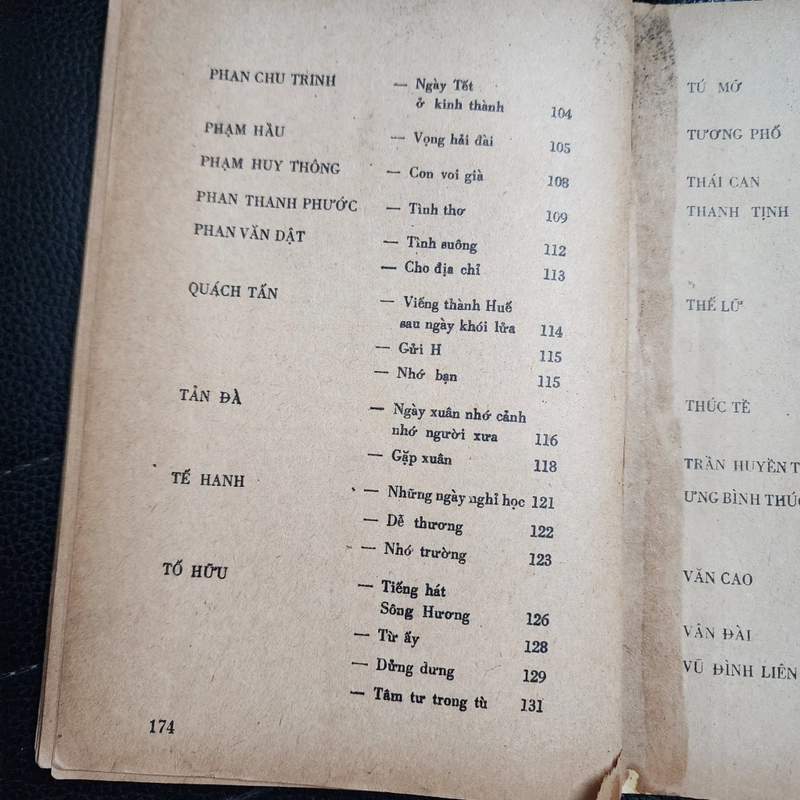 PHAN CHU TRINH — Ngày Tết
ở kinh thành 104
PHẠM HẦU — Vọng hải đài 105
PHẠM HUY THÔNG — Con voi già 108
PHAN THANH PHƯỚC — Tình thơ 109
PHAN VĂN DẬT — Tình suông 112
— Cho địa chỉ 113
QUÁCH TẤN — Viếng thành Huế
sau ngày khói lửa 114
— Gửi H 115
— Nhớ bạn 115
TẢN ĐÀ — Ngày xuân nhớ cảnh
nhớ người xưa 116
— Gặp xuân 118
TẾ HANH — Những ngày nghỉ học 121
— Dễ thương 122
— Nhớ trường 123
TỐ HỮU — Tiếng hát
Sông Hương 126
— Từ ấy 128
— Dửng dưng 129
— Tâm tư trong tù 131
174
TÚ MỠ
TƯƠNG PHỐ
THÁI CAN
THANH TỊNH
THẾ LỮ
THÚC TỀ
TRẦN HUYỀN T
ƯNG BÌNH THÚC
VĂN CAO
VÂN ĐÀI
VŨ ĐÌNH LIÊN